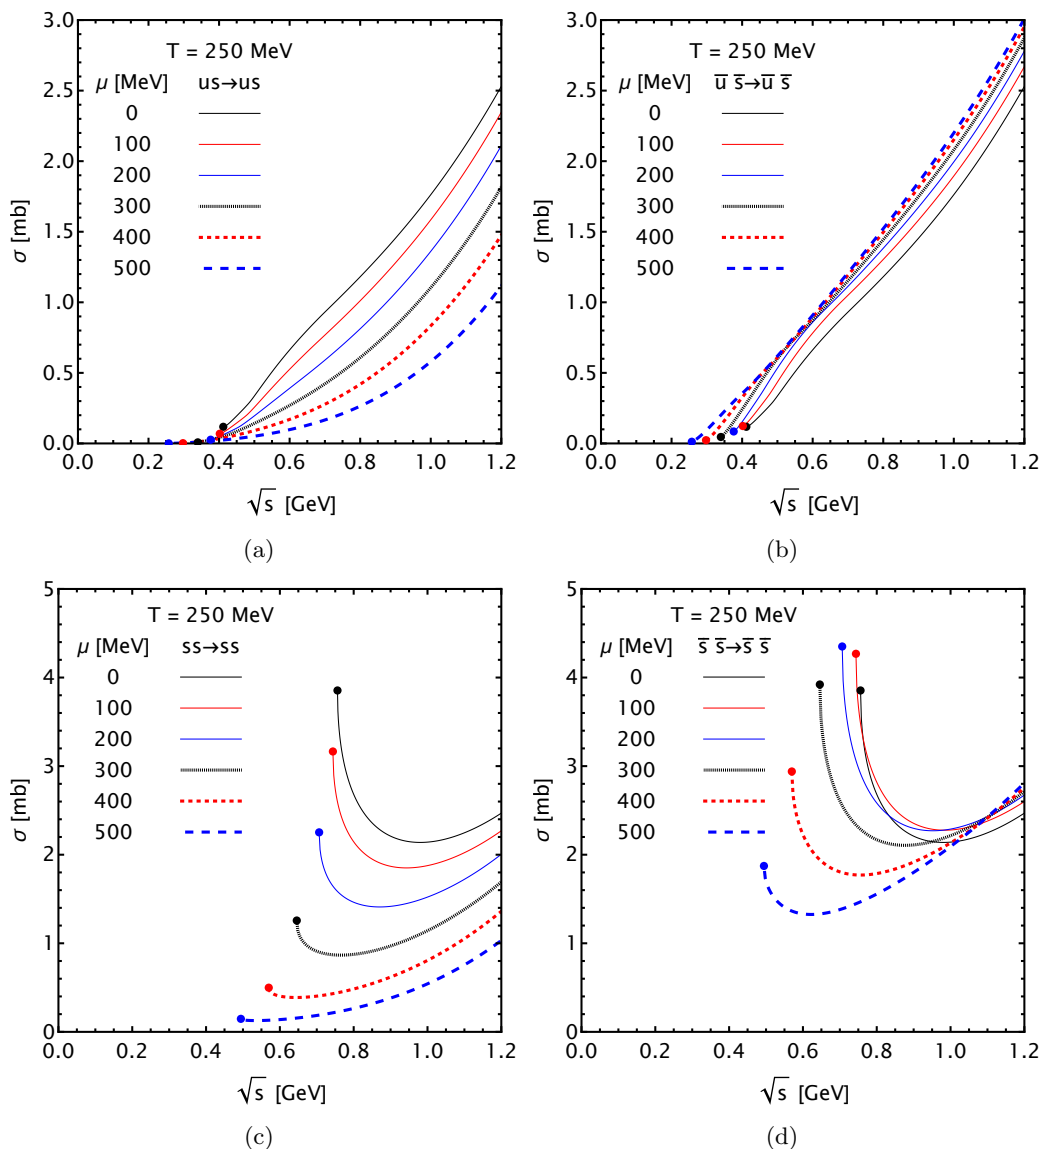 T = 250 MeV
μ [MeV] us→us
0
100
200
300
400
500
3.0
2.5
2.0
1.5
1.0
0.5
0.0
σ [mb]
0.0 0.2 0.4 0.6 0.8 1.0 1.2
√s [GeV]
(a)
T = 250 MeV
μ [MeV] u̅ s̅→u̅ s̅
0
100
200
300
400
500
3.0
2.5
2.0
1.5
1.0
0.5
0.0
σ [mb]
0.0 0.2 0.4 0.6 0.8 1.0 1.2
√s [GeV]
(b)
T = 250 MeV
μ [MeV] ss→ss
0
100
200
300
400
500
5
4
3
2
1
0
σ [mb]
0.0 0.2 0.4 0.6 0.8 1.0 1.2
√s [GeV]
(c)
T = 250 MeV
μ [MeV] s̅ s̅→s̅ s̅
0
100
200
300
400
500
5
4
3
2
1
0
σ [mb]
0.0 0.2 0.4 0.6 0.8 1.0 1.2
√s [GeV]
(d)